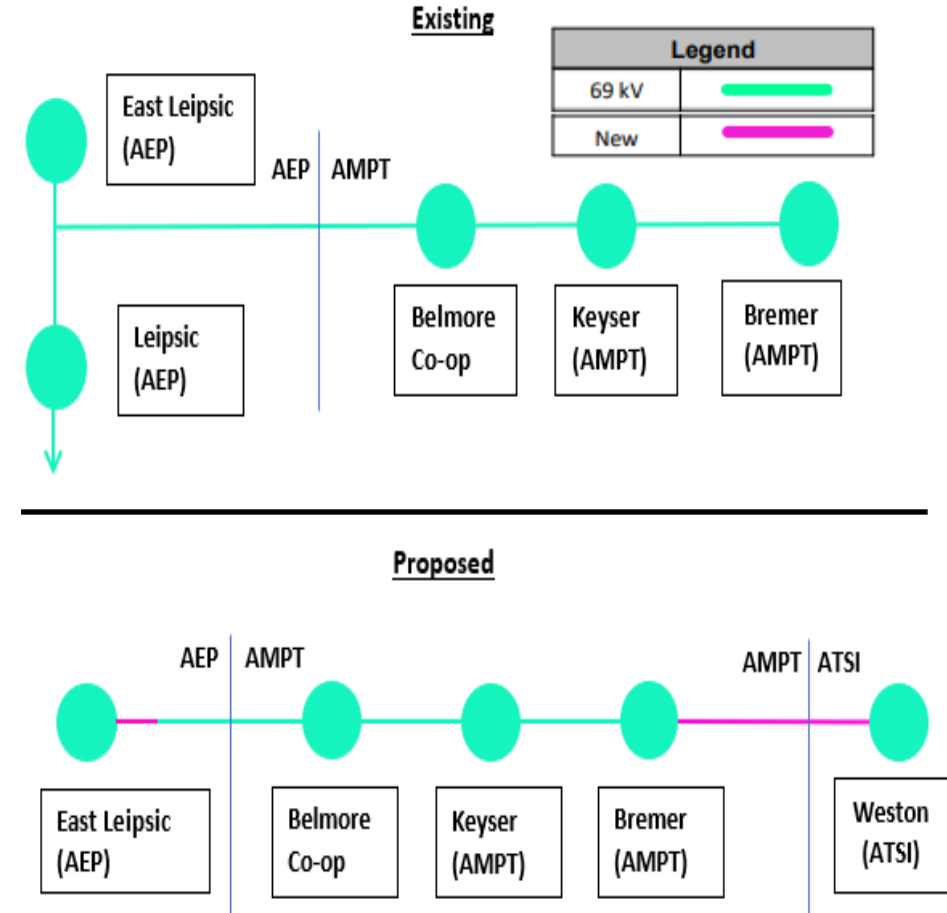 Existing
Legend
69 kV
New
East Leipsic
(AEP)
AEP
AMPT
Leipsic
(AEP)
Belmore
Co-op
Keyser
(AMPT)
Bremer
(AMPT)
Proposed
AEP
AMPT
AMPT
ATSI
East Leipsic
(AEP)
Belmore
Co-op
Keyser
(AMPT)
Bremer
(AMPT)
Weston
(ATSI)